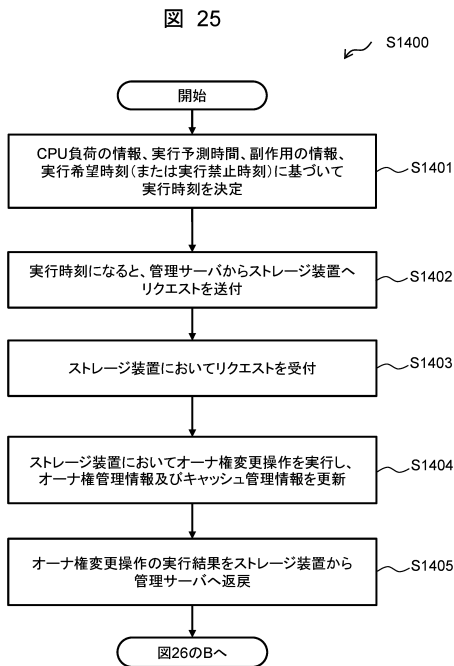 図 25
S1400
開始
CPU負荷の情報、実行予測時間、副作用の情報、
実行希望時刻(または実行禁止時刻)に基づいて
実行時刻を決定
S1401
実行時刻になると、管理サーバからストレージ装置へ
リクエストを送付
S1402
ストレージ装置においてリクエストを受付
S1403
ストレージ装置においてオーナ権変更操作を実行し、
オーナ権管理情報及びキャッシュ管理情報を更新
S1404
オーナ権変更操作の実行結果をストレージ装置から
管理サーバへ返戻
S1405
図26のBへ